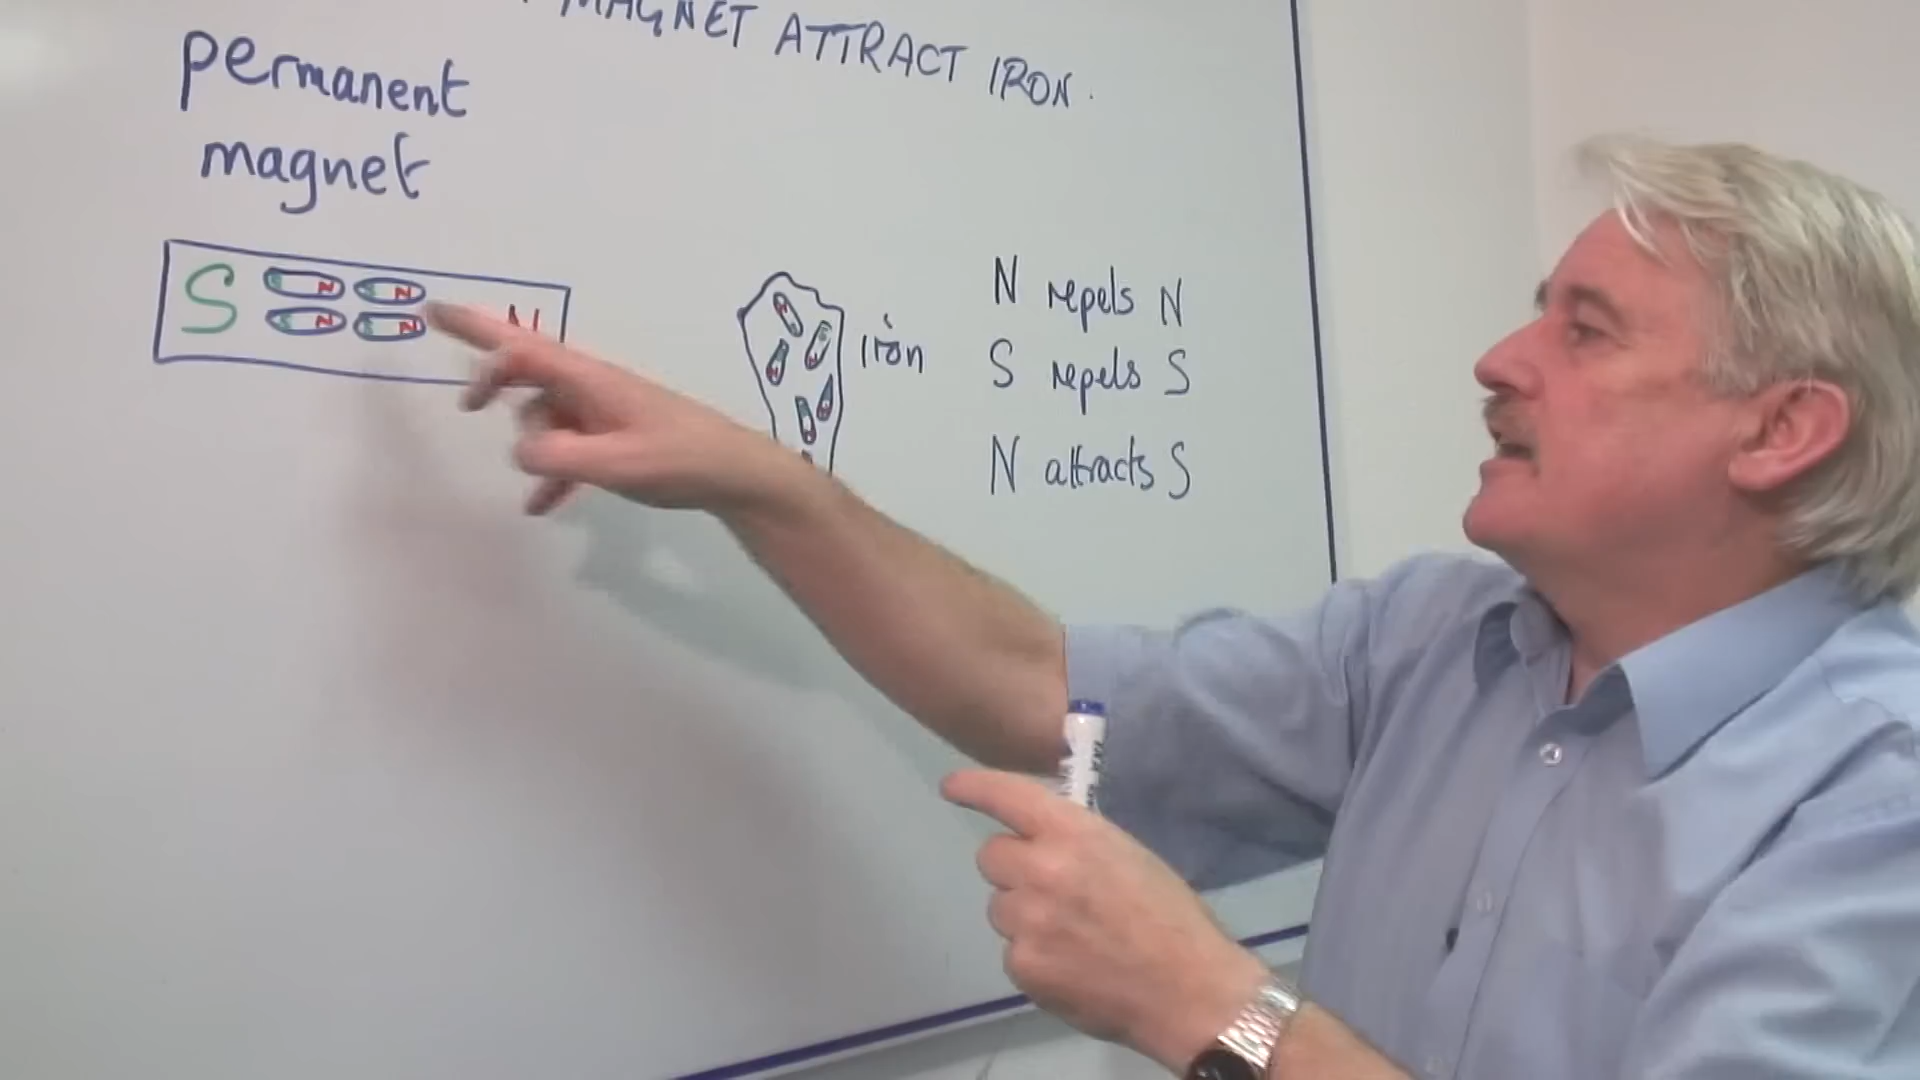 MAGNET ATTRACT IRON.
permanent
magnet
S N N N
S N S N
iron
N repels N
S repels S
N attracts S